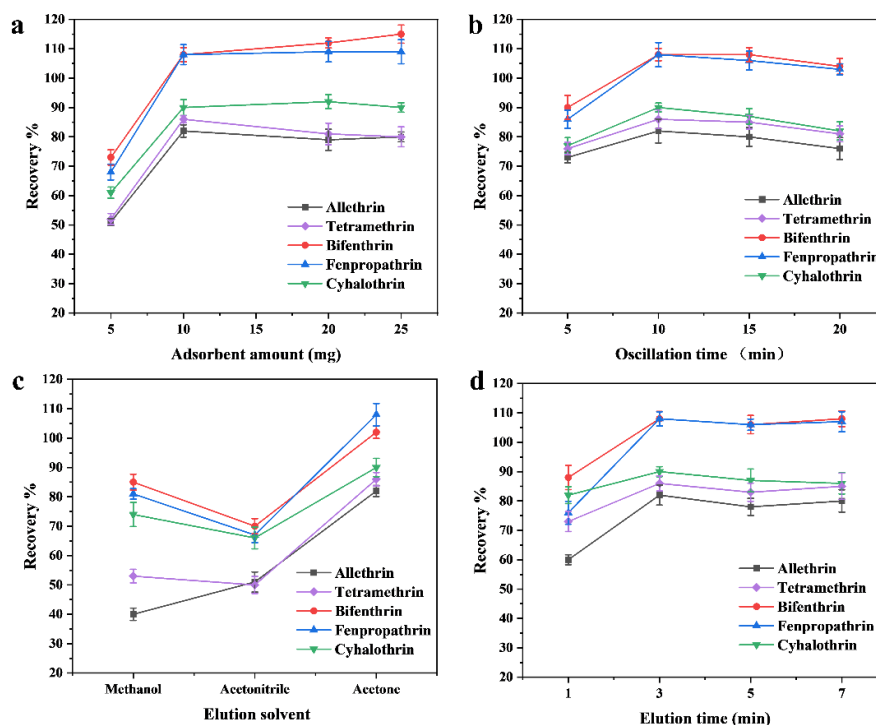 a
120
110
100
90
80
70
60
50
40
30
20
Recovery %
Allethrin
Tetramethrin
Bifenthrin
Fenpropathrin
Cyhalothrin
5 10 15 20 25
Adsorbent amount (mg)
b
120
110
100
90
80
70
60
50
40
30
20
Recovery %
Allethrin
Tetramethrin
Bifenthrin
Fenpropathrin
Cyhalothrin
5 10 15 20
Oscillation time （min）
c
120
110
100
90
80
70
60
50
40
30
20
Recovery %
Allethrin
Tetramethrin
Bifenthrin
Fenpropathrin
Cyhalothrin
Methanol Acetonitrile Acetone
Elution solvent
d
120
110
100
90
80
70
60
50
40
30
20
Recovery %
Allethrin
Tetramethrin
Bifenthrin
Fenpropathrin
Cyhalothrin
1 3 5 7
Elution time (min)